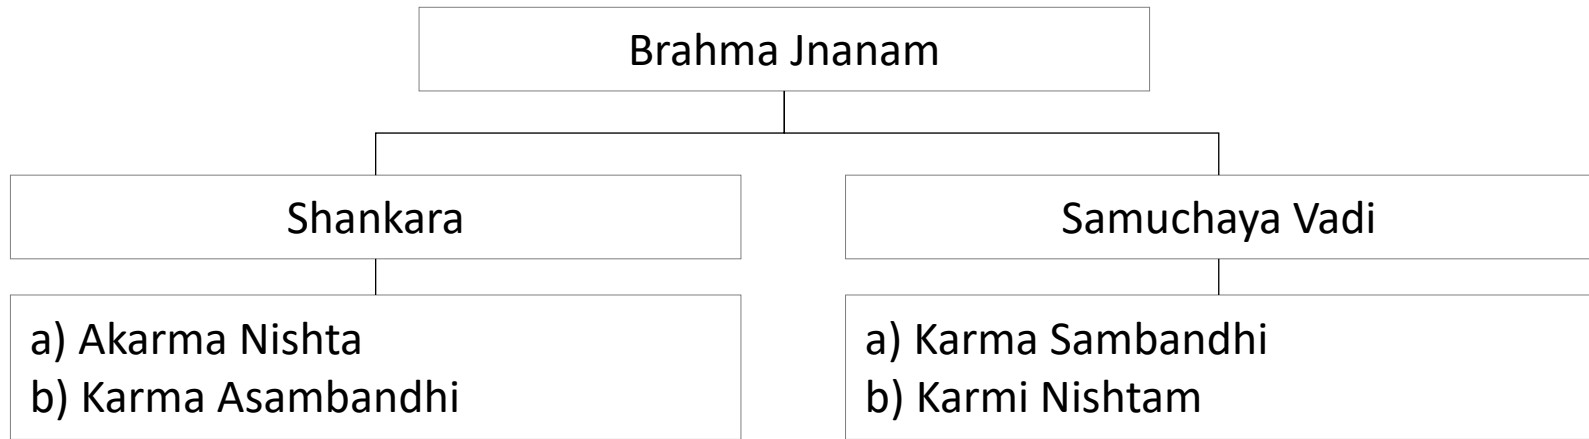 Brahma Jnanam
Shankara
Samuchaya Vadi
a) Akarma Nishta
b) Karma Asambandhi
a) Karma Sambandhi
b) Karmi Nishtam